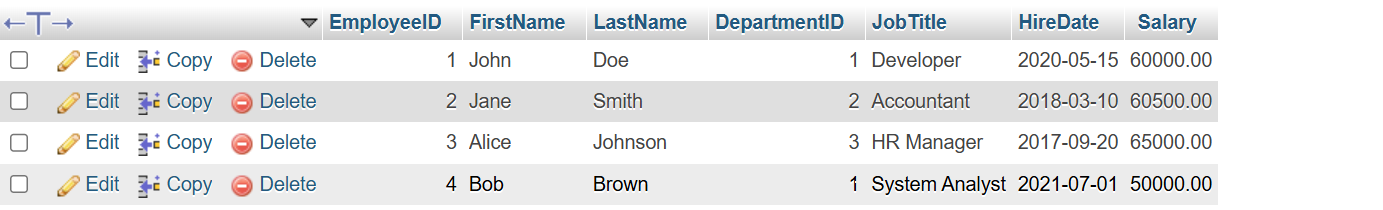 EmployeeID FirstName LastName DepartmentID JobTitle HireDate Salary
Edit Copy Delete 1 John Doe 1 Developer 2020-05-15 60000.00
Edit Copy Delete 2 Jane Smith 2 Accountant 2018-03-10 60500.00
Edit Copy Delete 3 Alice Johnson 3 HR Manager 2017-09-20 65000.00
Edit Copy Delete 4 Bob Brown 1 System Analyst 2021-07-01 50000.00